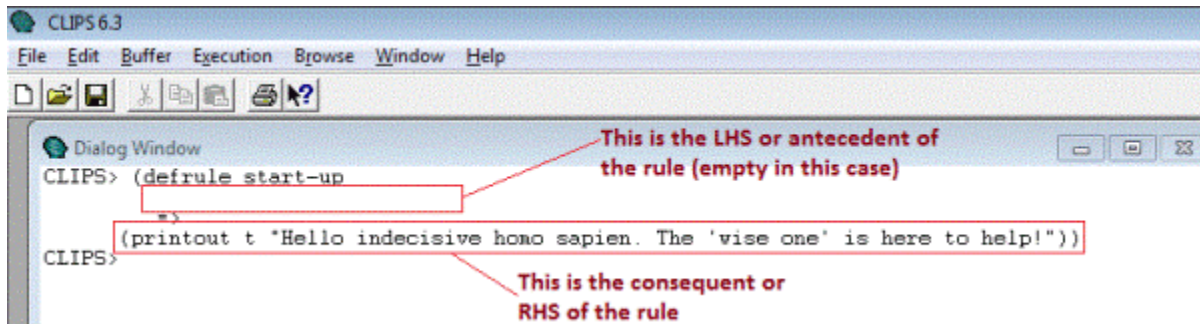 CLIPS 6.3
File Edit Buffer Execution Browse Window Help
Dialog Window
This is the LHS or antecedent of
the rule (empty in this case)
CLIPS> (defrule start-up
=>
(printout t "Hello indecisive homo sapien. The 'wise one' is here to help!"))
CLIPS>
This is the consequent or
RHS of the rule